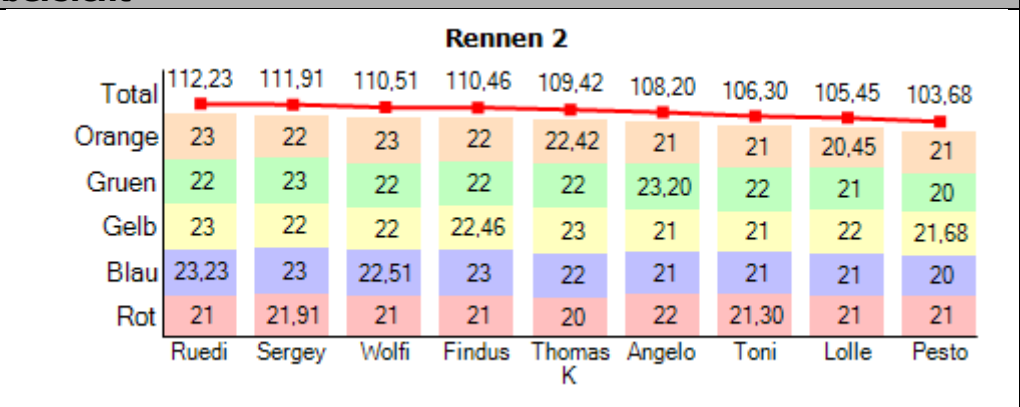 Rennen 2
Total 112,23 111,91 110,51 110,46 109,42 108,20 106,30 105,45 103,68
Orange 23 22 23 22 22,42 21 21 20,45 21
Gruen 22 23 22 22 22 23,20 22 21 20
Gelb 23 22 22 22,46 23 21 21 22 21,68
Blau 23,23 23 22,51 23 22 21 21 21 20
Rot 21 21,91 21 21 20 22 21,30 21 21
Ruedi Sergey Wolfi Findus Thomas K Angelo Toni Lolle Pesto